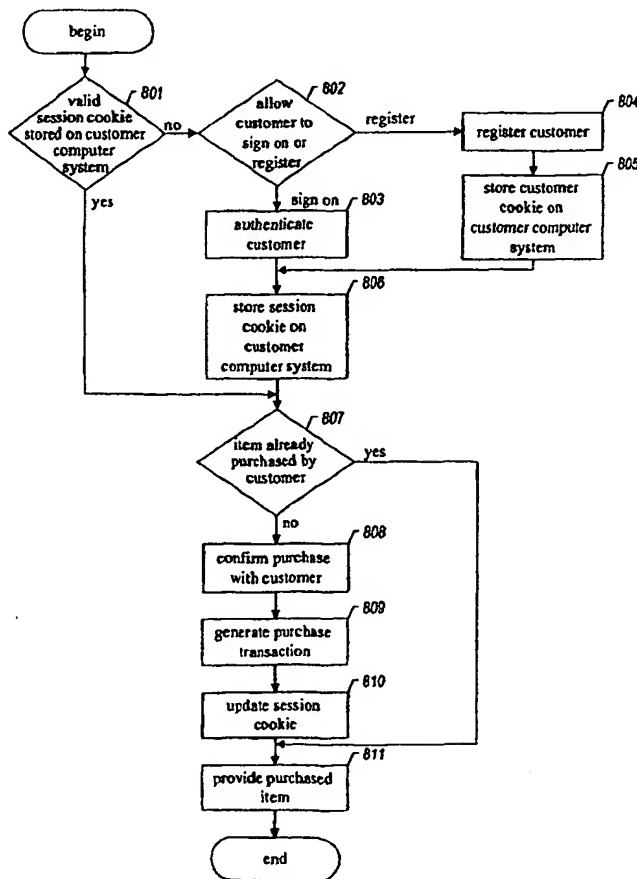 begin
801
valid
session cookie
stored on customer
computer
system
no
yes
802
allow
customer to
sign on or
register
register
sign on
804
register customer
805
store customer
cookie on
customer computer
system
803
authenticate
customer
806
store session
cookie on
customer
computer system
807
item already
purchased by
customer
yes
no
808
confirm purchase
with customer
809
generate purchase
transaction
810
update session
cookie
811
provide purchased
item
end